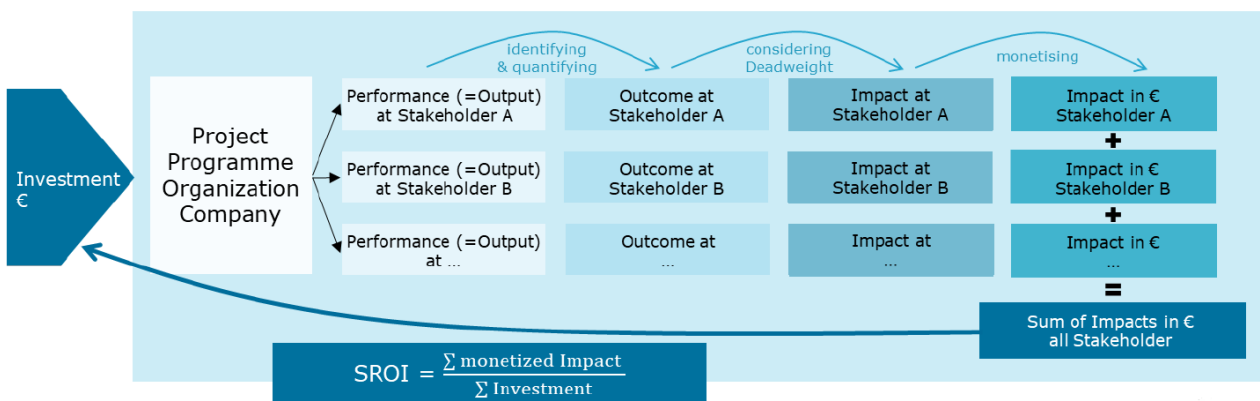 identifying
& quantifying
considering
Deadweight
monetising
Investment
€
Project
Programme
Organization
Company
Performance (=Output)
at Stakeholder A
Outcome at
Stakeholder A
Impact at
Stakeholder A
Impact in €
Stakeholder A
+
Performance (=Output)
at Stakeholder B
Outcome at
Stakeholder B
Impact at
Stakeholder B
Impact in €
Stakeholder B
+
Performance (=Output)
at ...
Outcome at
...
Impact at
...
Impact in €
...
=
Sum of Impacts in €
all Stakeholder
SROI = ∑ monetized Impact
∑ Investment